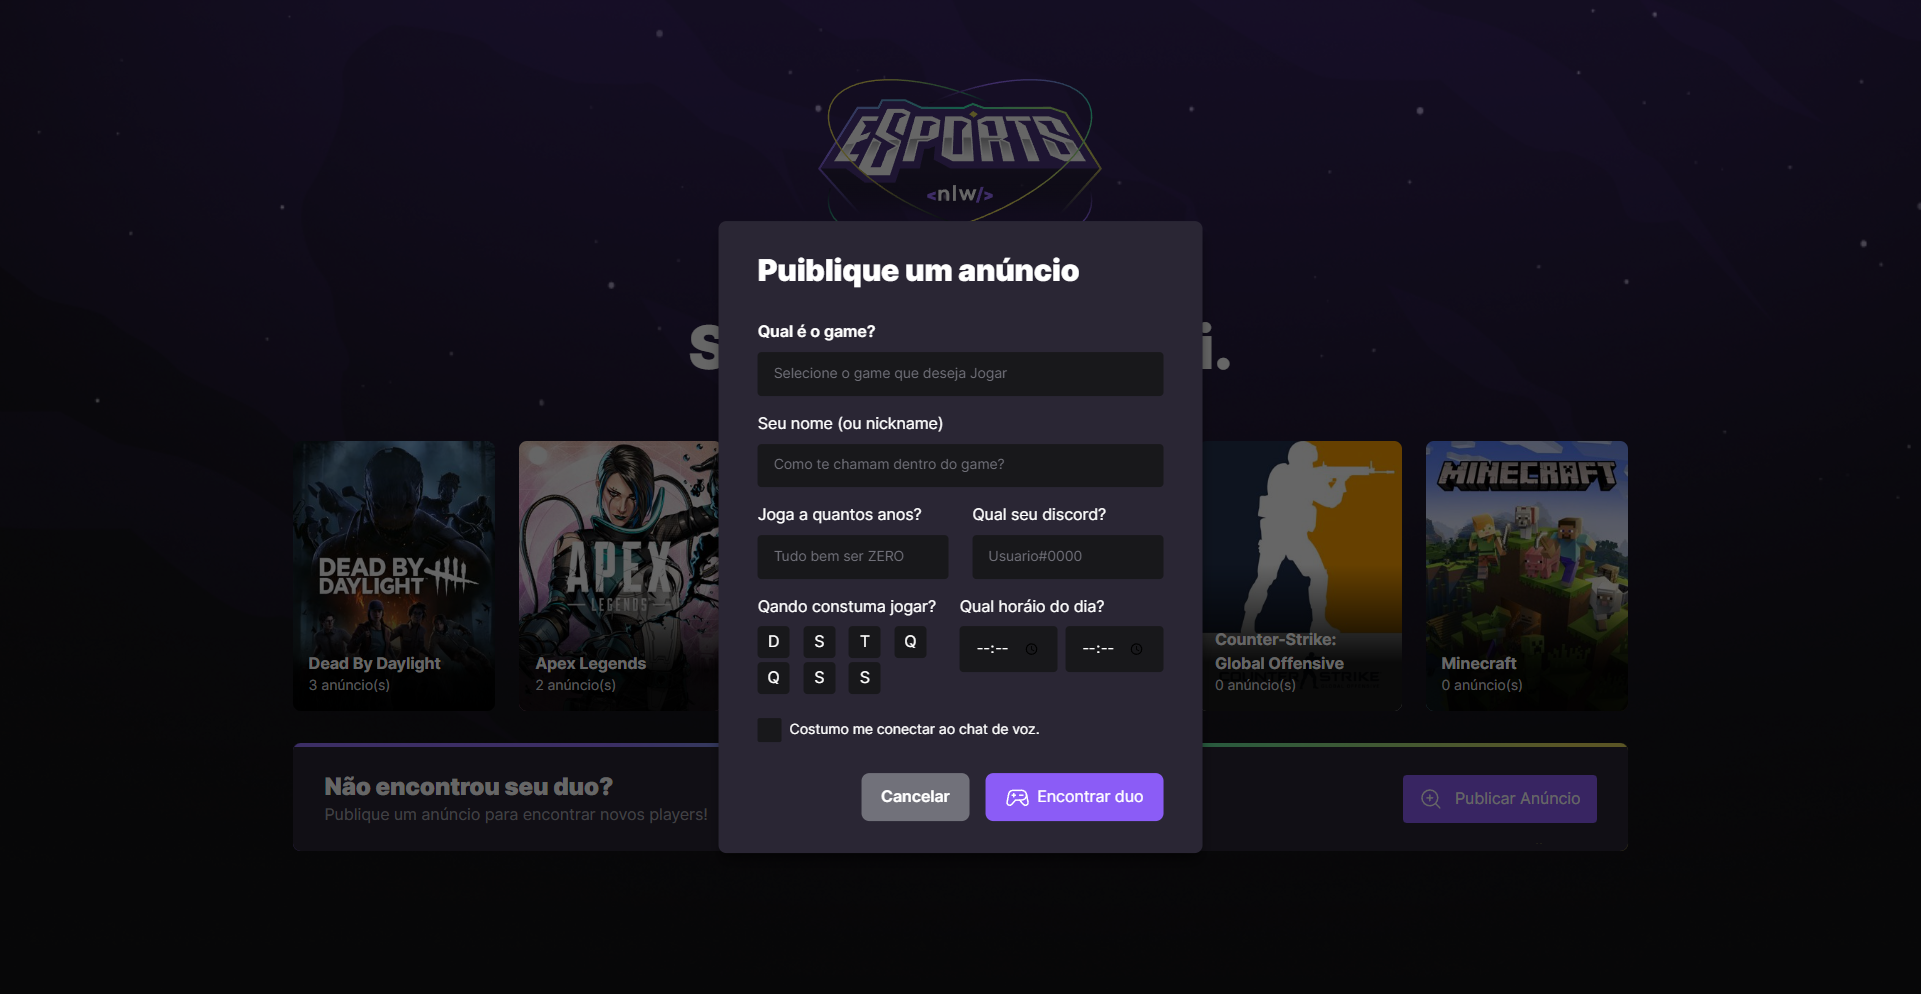 ESPORTS
<nlw/>
Puiblique um anúncio
Qual é o game?
Selecione o game que deseja Jogar
Seu nome (ou nickname)
Como te chamam dentro do game?
Joga a quantos anos? Qual seu discord?
Tudo bem ser ZERO Usuario#0000
Qando constuma jogar? Qual horáio do dia?
D S T Q --:-- --:--
Q S S
Costumo me conectar ao chat de voz.
Cancelar Encontrar duo
S i.
DEAD BY
DAYLIGHT
Dead By Daylight
3 anúncio(s)
APEX
LEGENDS
Apex Legends
2 anúncio(s)
Counter-Strike:
Global Offensive
0 anúncio(s)
COUNTER STRIKE
MINECRAFT
Minecraft
0 anúncio(s)
Não encontrou seu duo?
Publique um anúncio para encontrar novos players!
Publicar Anúncio